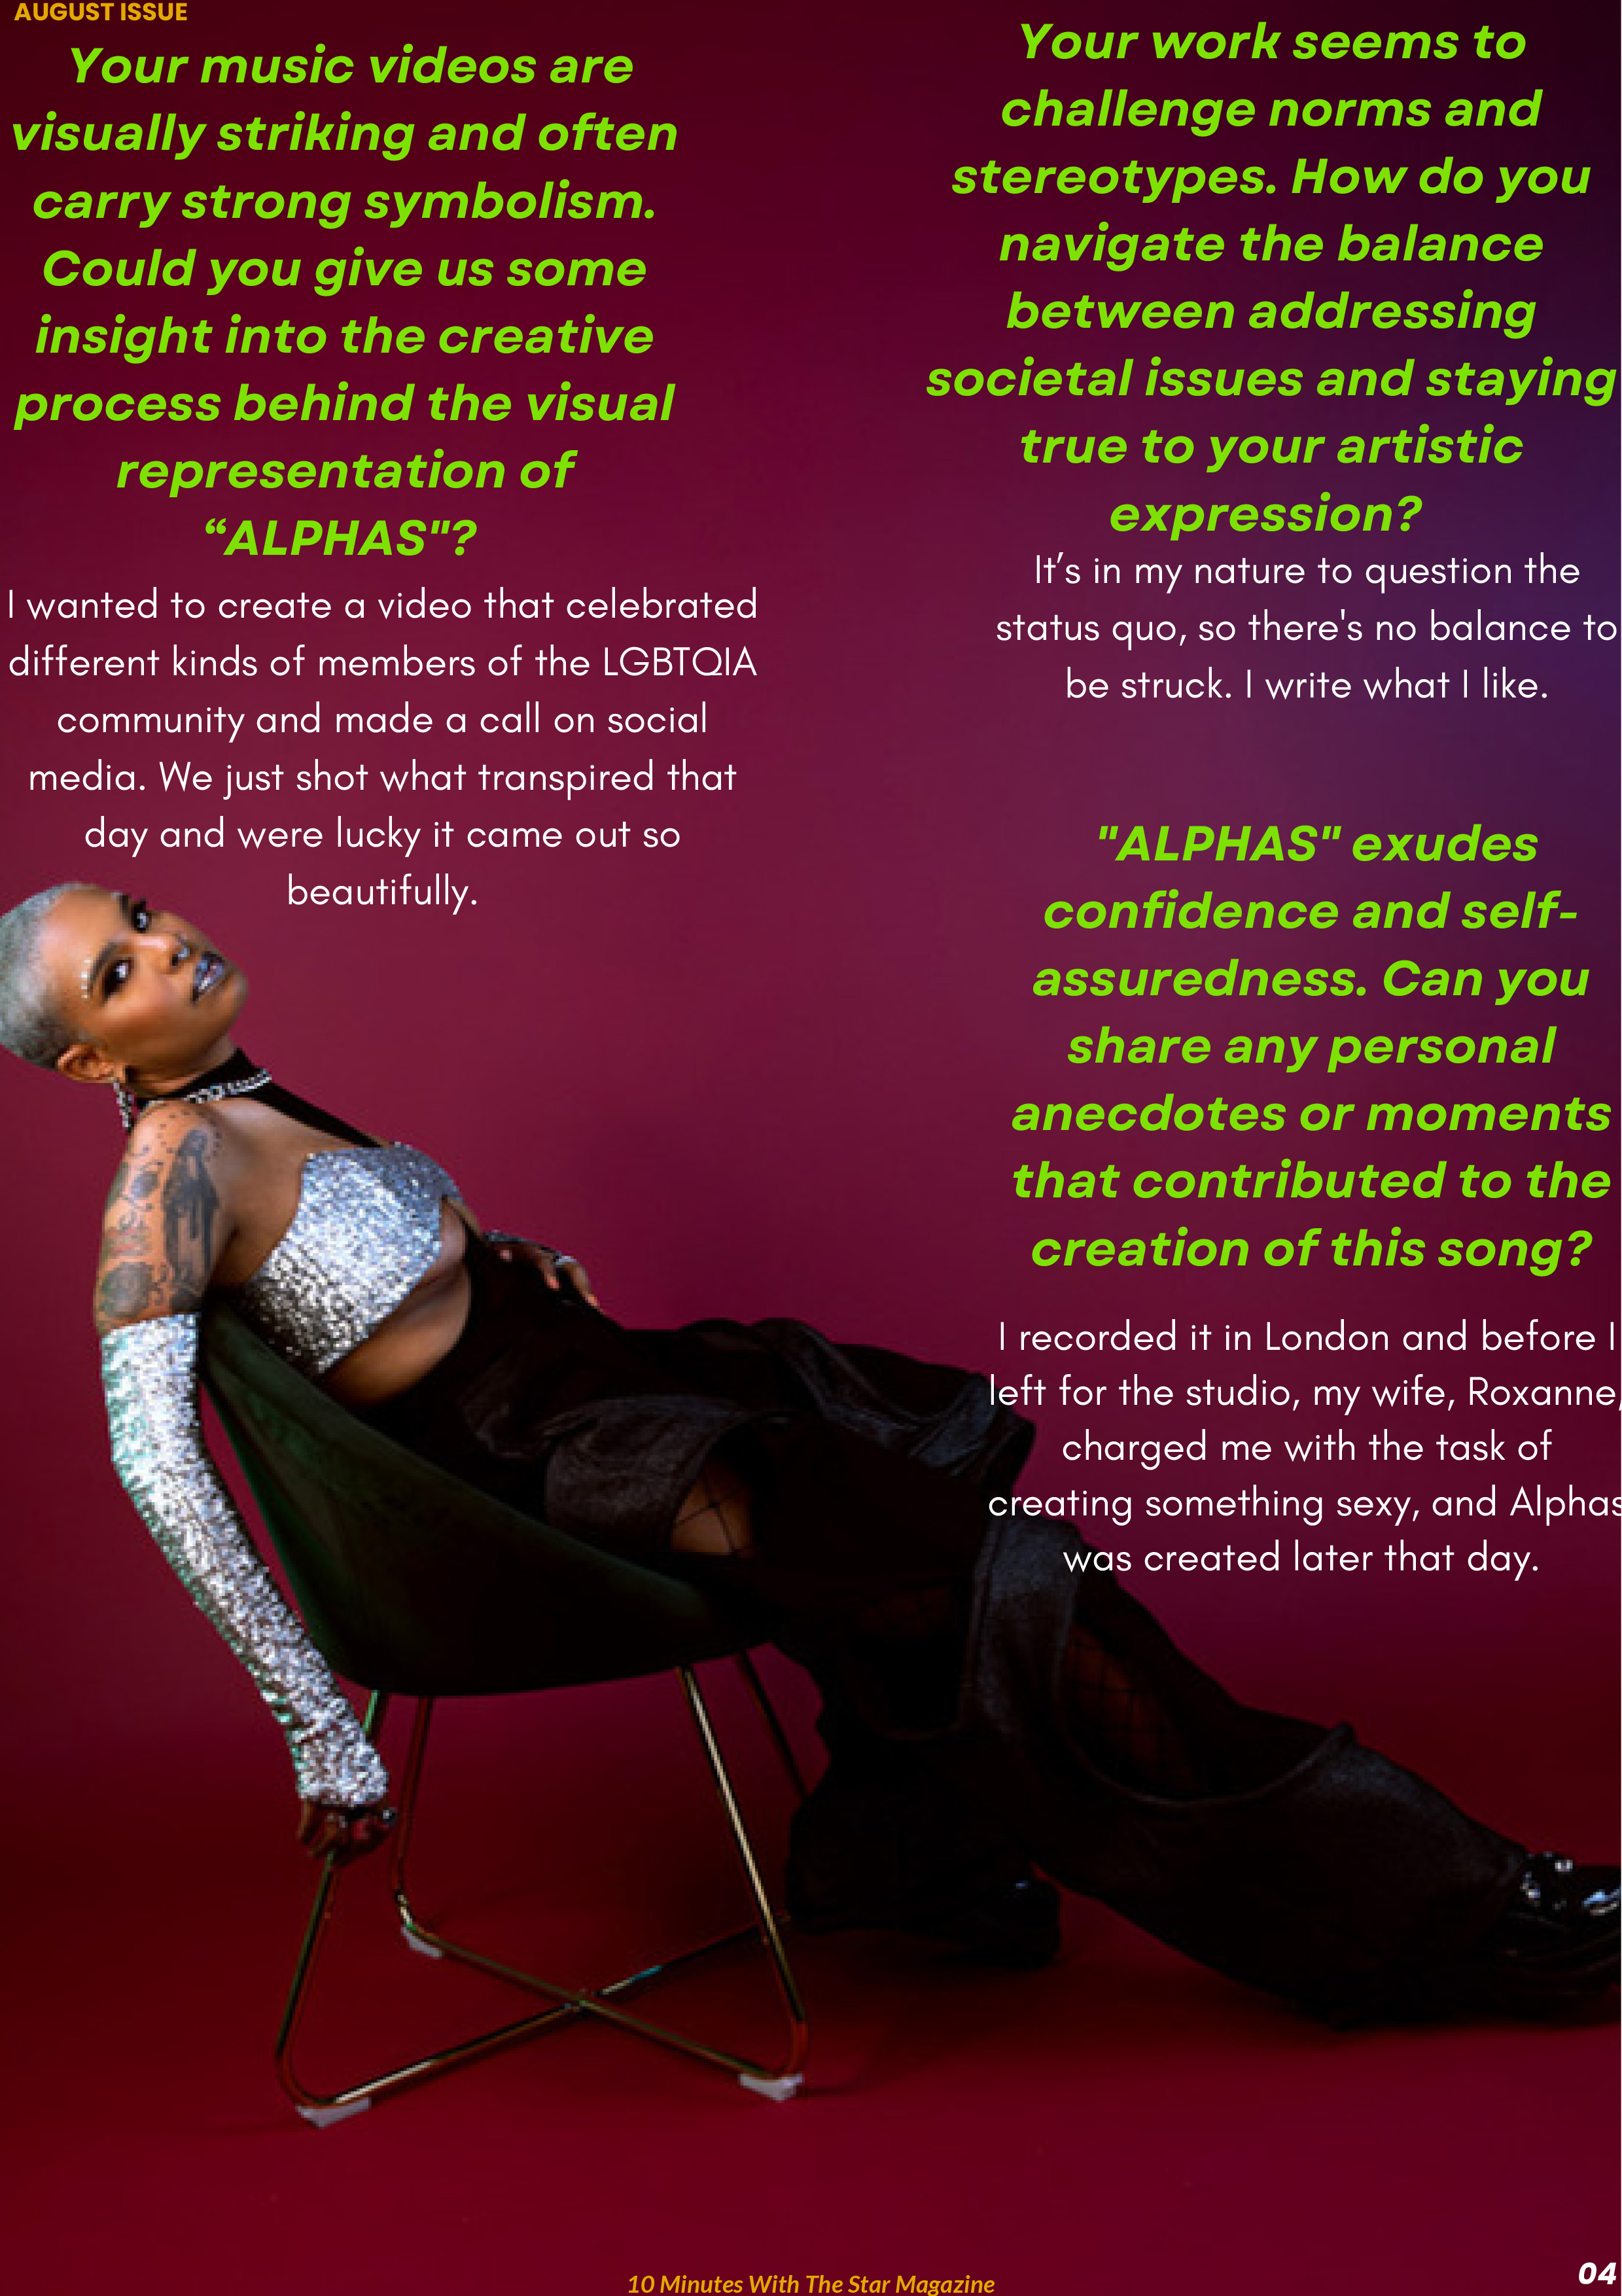 AUGUST ISSUE
Your music videos are
visually striking and often
carry strong symbolism.
Could you give us some
insight into the creative
process behind the visual
representation of
“ALPHAS"?
I wanted to create a video that celebrated
different kinds of members of the LGBTQIA
community and made a call on social
media. We just shot what transpired that
day and were lucky it came out so
beautifully.
Your work seems to
challenge norms and
stereotypes. How do you
navigate the balance
between addressing
societal issues and staying
true to your artistic
expression?
It’s in my nature to question the
status quo, so there's no balance to
be struck. I write what I like.
"ALPHAS" exudes
confidence and self-
assuredness. Can you
share any personal
anecdotes or moments
that contributed to the
creation of this song?
I recorded it in London and before I
left for the studio, my wife, Roxanne,
charged me with the task of
creating something sexy, and Alphas
was created later that day.
10 Minutes With The Star Magazine
04